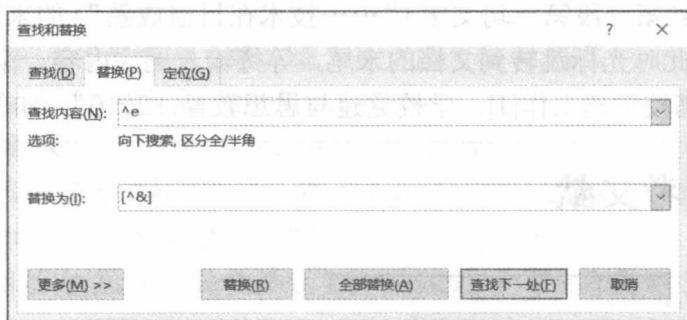 查找和替换 ? ×
查找(D) 替换(P) 定位(G)
查找内容(N): ^e
选项: 向下搜索, 区分全/半角
替换为(I): [^&]
更多(M) >> 替换(R) 全部替换(A) 查找下一处(F) 取消